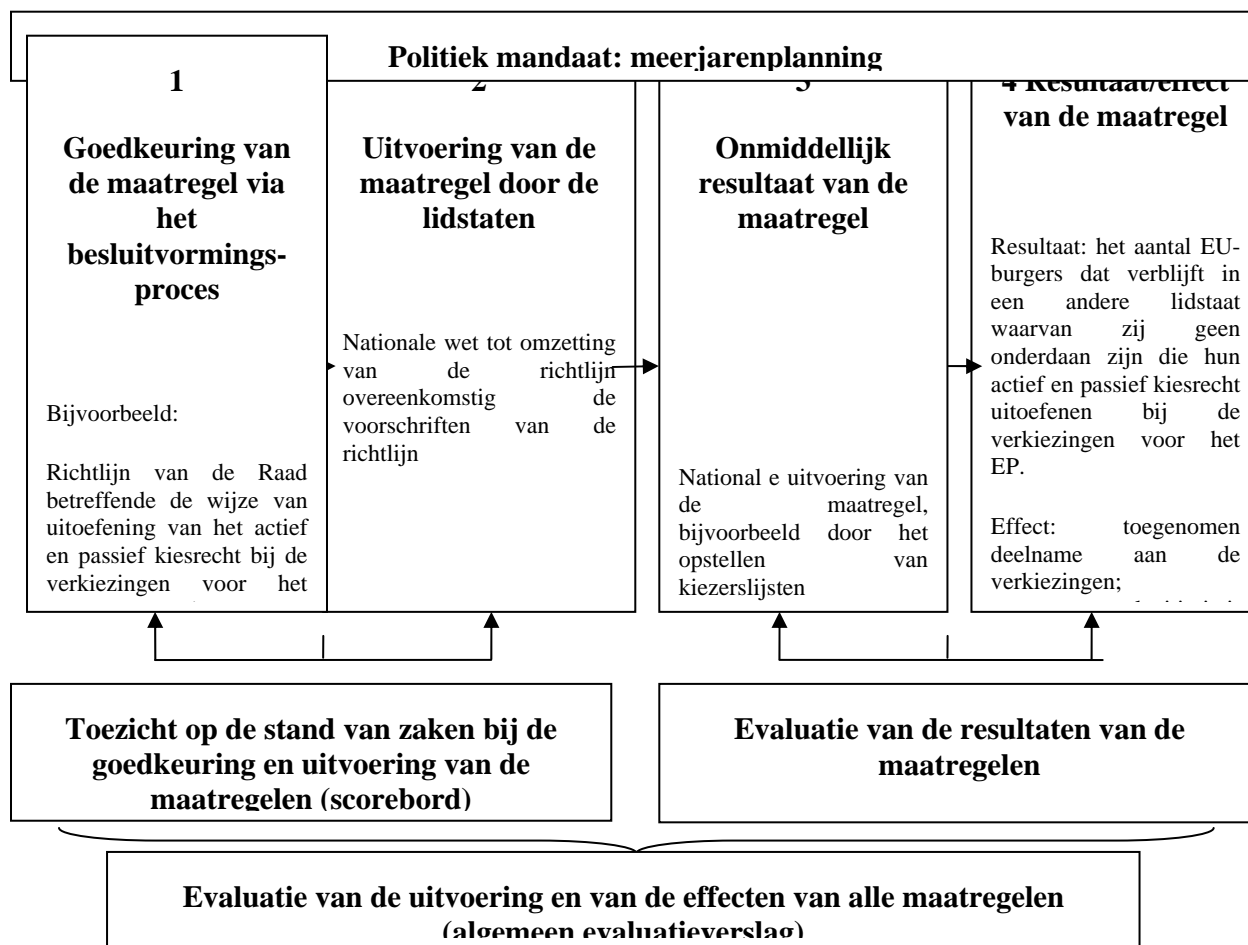 Politiek mandaat: meerjarenplanning
1
Goedkeuring van
de maatregel via
het
besluitvormings-
proces
Bijvoorbeeld:
Richtlijn van de Raad
betreffende de wijze van
uitoefening van het actief
en passief kiesrecht bij de
verkiezingen voor het
2
Uitvoering van de
maatregel door de
lidstaten
Nationale wet tot omzetting
van de richtlijn
overeenkomstig de
voorschriften van de
richtlijn
3
Onmiddellijk
resultaat van de
maatregel
National e uitvoering van
de maatregel,
bijvoorbeeld door het
opstellen van
kiezerslijsten
4 Resultaat/effect
van de maatregel
Resultaat: het aantal EU-
burgers dat verblijft in
een andere lidstaat
waarvan zij geen
onderdaan zijn die hun
actief en passief kiesrecht
uitoefenen bij de
verkiezingen voor het
EP.
Effect: toegenomen
deelname aan de
verkiezingen;
Toezicht op de stand van zaken bij de
goedkeuring en uitvoering van de
maatregelen (scorebord)
Evaluatie van de resultaten van de
maatregelen
Evaluatie van de uitvoering en van de effecten van alle maatregelen
(algemeen evaluatieverslag)